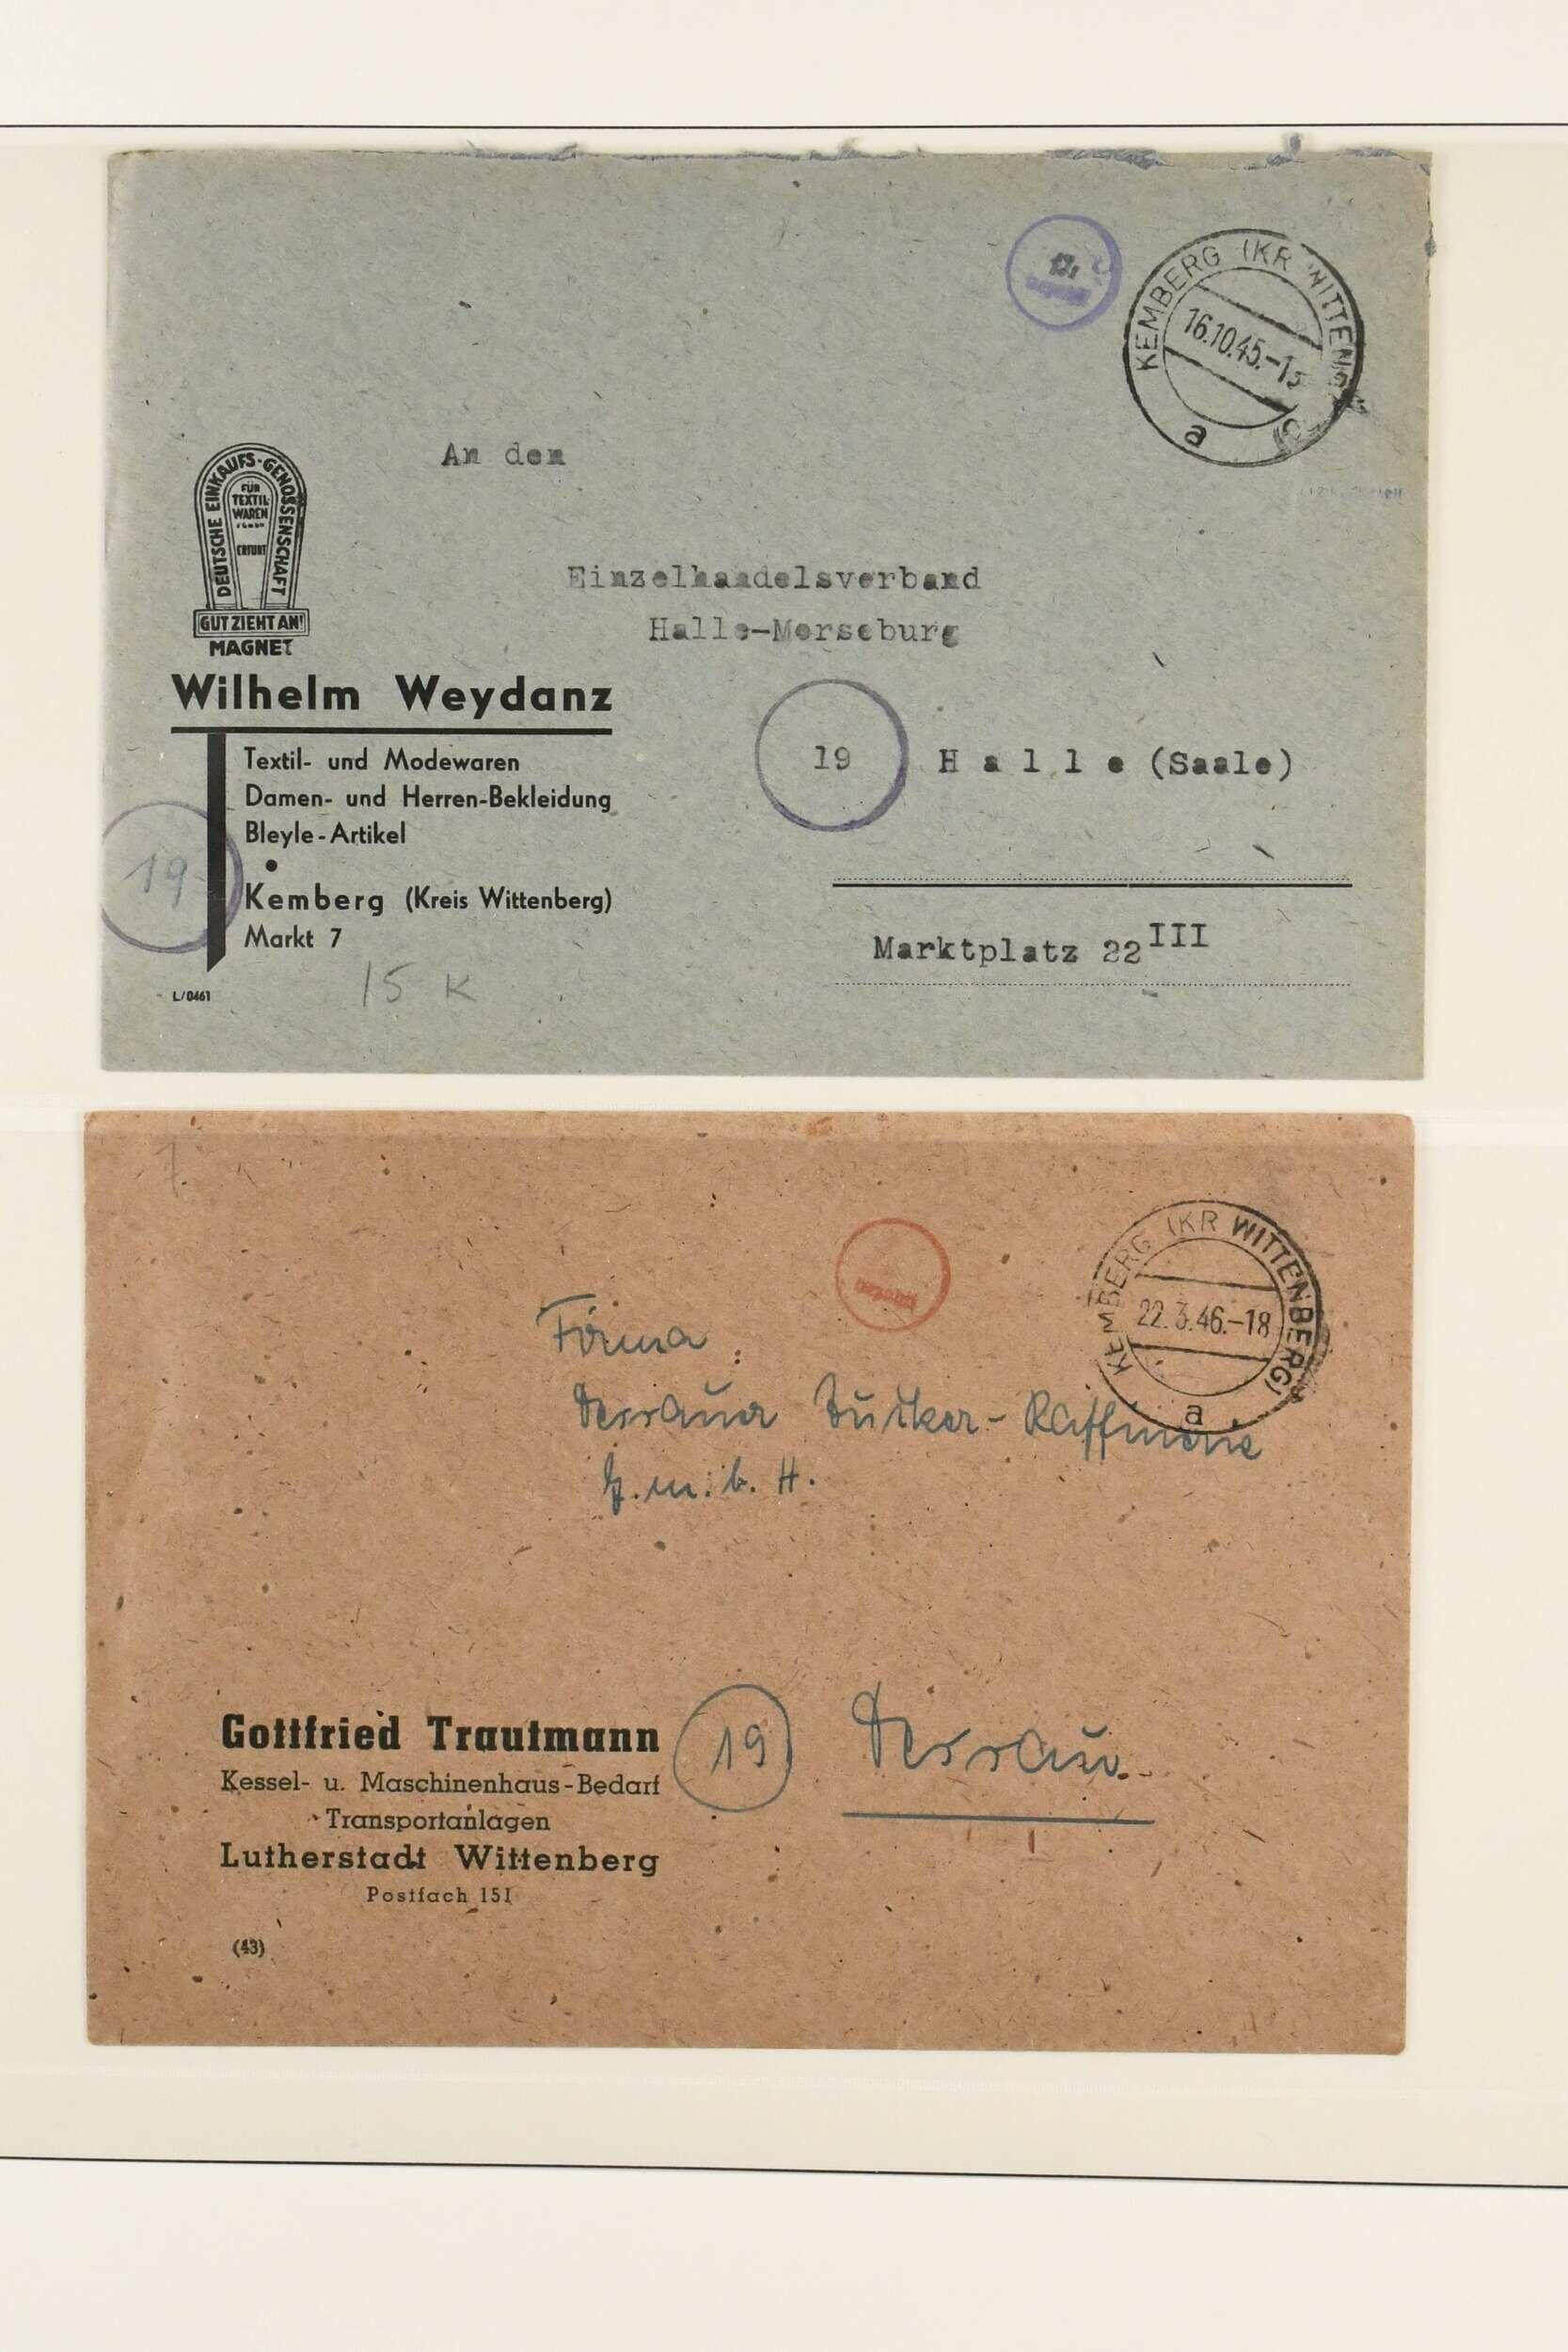 12,
KEMBERG (KR WITTENB
16.10.45.-1
a
An den
DEUTSCHE EINKAUFS-GENOSSENSCHAFT
FÜR
TEXTIL
WAREN
ERFURT
GUT ZIEHT AN!
MAGNET
Einzelhandelsverband
Halle-Merseburg
Wilhelm Weydanz
Textil- und Modewaren
Damen- und Herren-Bekleidung
Bleyle-Artikel
19 Halle (Saale)
19
Kemberg (Kreis Wittenberg)
Markt 7
Marktplatz 22 III
L/0461
15 K
KEMBERG (KR WITTENBERG)
22.3.46.-18
a
Firma
Dessauer Zucker-Raffinerie
G.m.b.H.
Gottfried Trautmann
Kessel- u. Maschinenhaus-Bedarf
Transportanlagen
Lutherstadt Wittenberg
Postfach 151
19 Dessau.
(43)